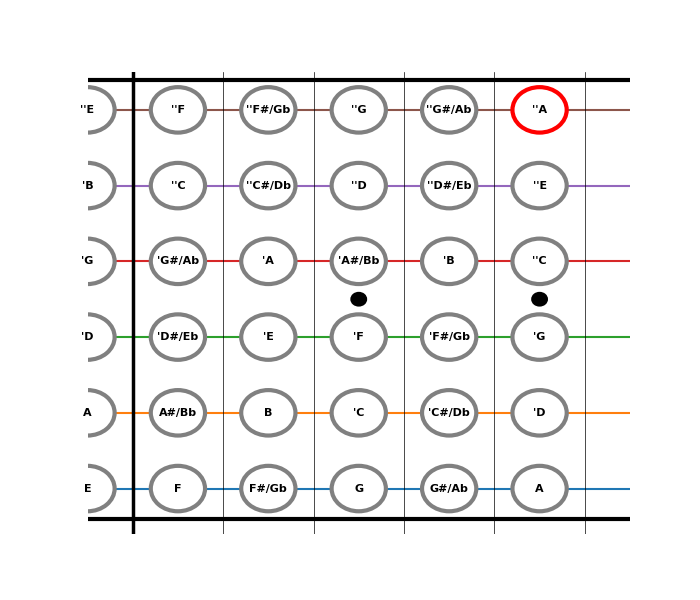 ''E ''F ''F#/Gb ''G ''G#/Ab ''A
'B ''C ''C#/Db ''D ''D#/Eb ''E
'G 'G#/Ab 'A 'A#/Bb 'B ''C
'D 'D#/Eb 'E 'F 'F#/Gb 'G
A A#/Bb B 'C 'C#/Db 'D
E F F#/Gb G G#/Ab A